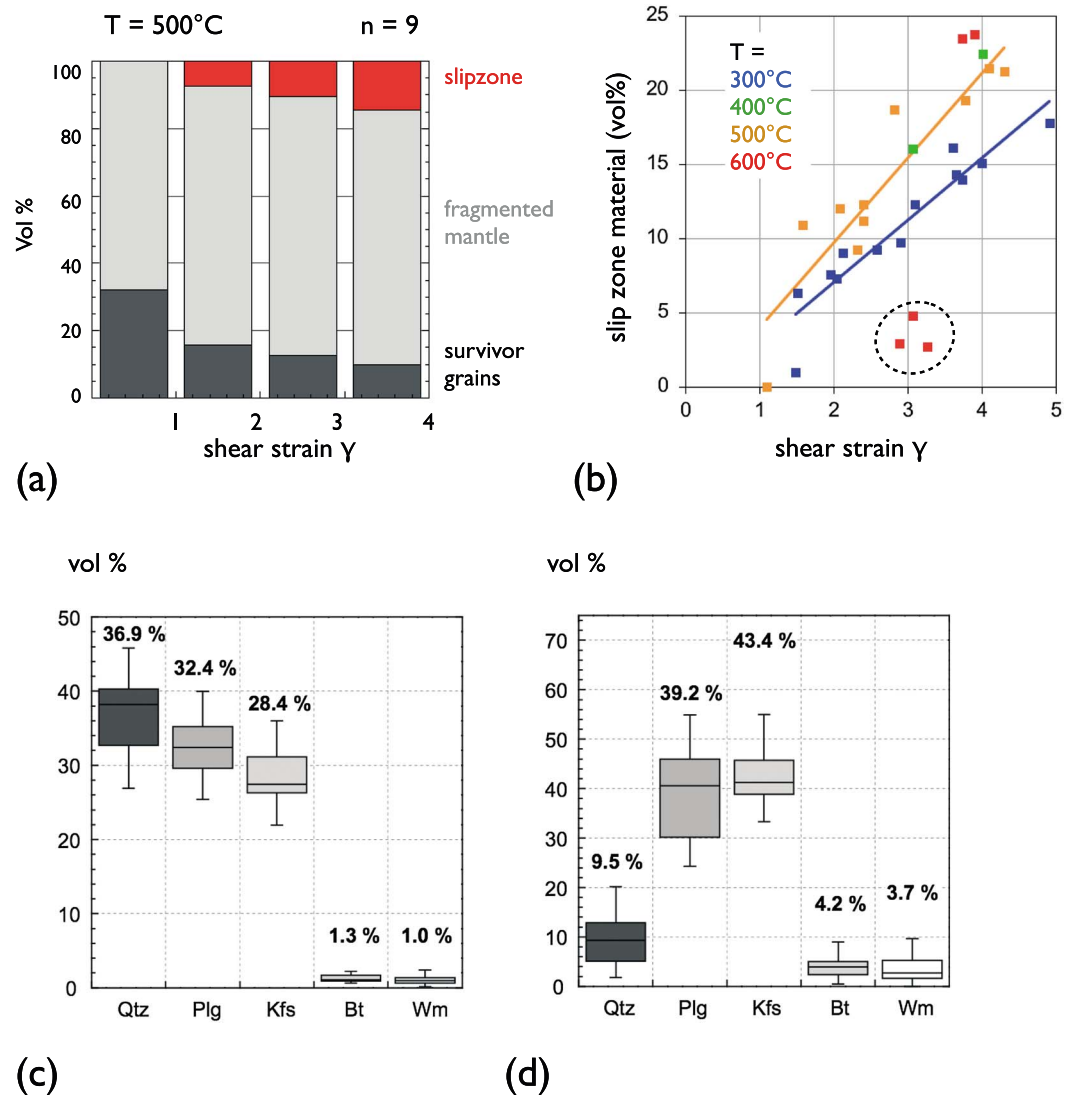 T = 500°C n = 9
100
80
60
40
20
0
Vol %
slipzone
fragmented
mantle
survivor
grains
1 2 3 4
shear strain γ
(a)
25
20
15
10
5
0
slip zone material (vol%)
T =
300°C
400°C
500°C
600°C
0 1 2 3 4 5
shear strain γ
(b)
vol %
50
40
30
20
10
0
36.9 %
32.4 %
28.4 %
1.3 %
1.0 %
Qtz Plg Kfs Bt Wm
(c)
vol %
70
60
50
40
30
20
10
0
9.5 %
39.2 %
43.4 %
4.2 %
3.7 %
Qtz Plg Kfs Bt Wm
(d)